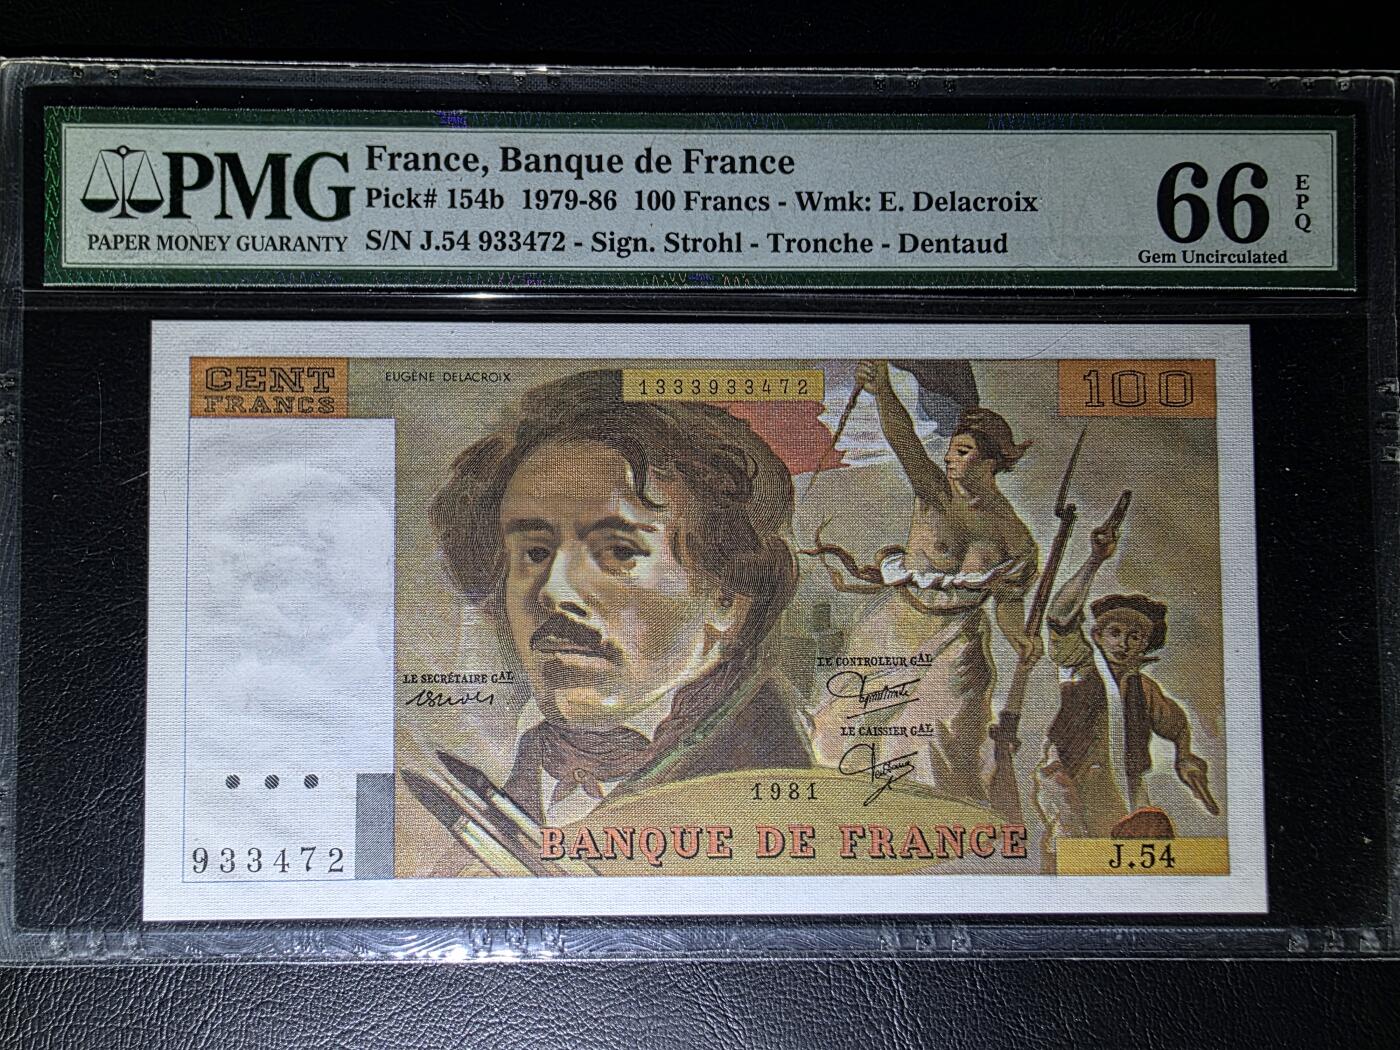 PMG
PAPER MONEY GUARANTY
France, Banque de France
Pick# 154b 1979-86 100 Francs - Wmk: E. Delacroix
S/N J.54 933472 - Sign. Strohl - Tronche - Dentaud
66
EPQ
Gem Uncirculated
CENT
FRANCS
EUGÈNE DELACROIX
1333933472
100
LE SECRÉTAIRE GAL
LE CONTROLEUR GAL
LE CAISSIER GAL
1981
BANQUE DE FRANCE
933472
J.54